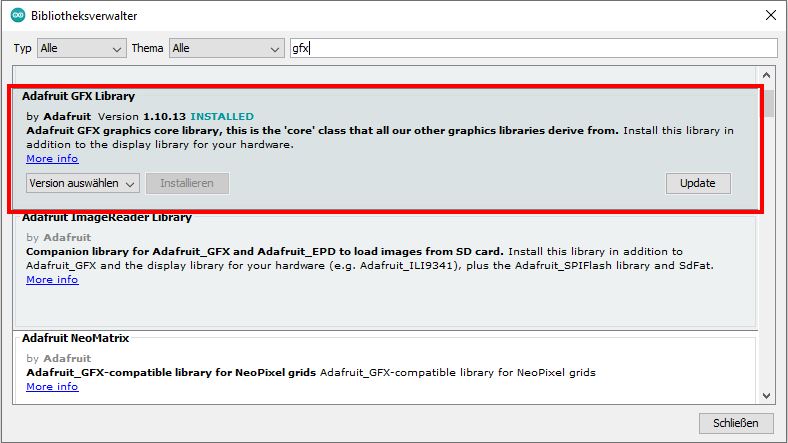 Bibliotheksverwalter
Typ Alle Thema Alle gfx
Adafruit GFX Library
by Adafruit Version 1.10.13 INSTALLED
Adafruit GFX graphics core library, this is the 'core' class that all our other graphics libraries derive from. Install this library in
addition to the display library for your hardware.
More info
Version auswählen Installieren Update
Adafruit ImageReader Library
by Adafruit
Companion library for Adafruit_GFX and Adafruit_EPD to load images from SD card. Install this library in addition to
Adafruit_GFX and the display library for your hardware (e.g. Adafruit_ILI9341), plus the Adafruit_SPIFlash library and SdFat.
More info
Adafruit NeoMatrix
by Adafruit
Adafruit_GFX-compatible library for NeoPixel grids Adafruit_GFX-compatible library for NeoPixel grids
More info
Schließen